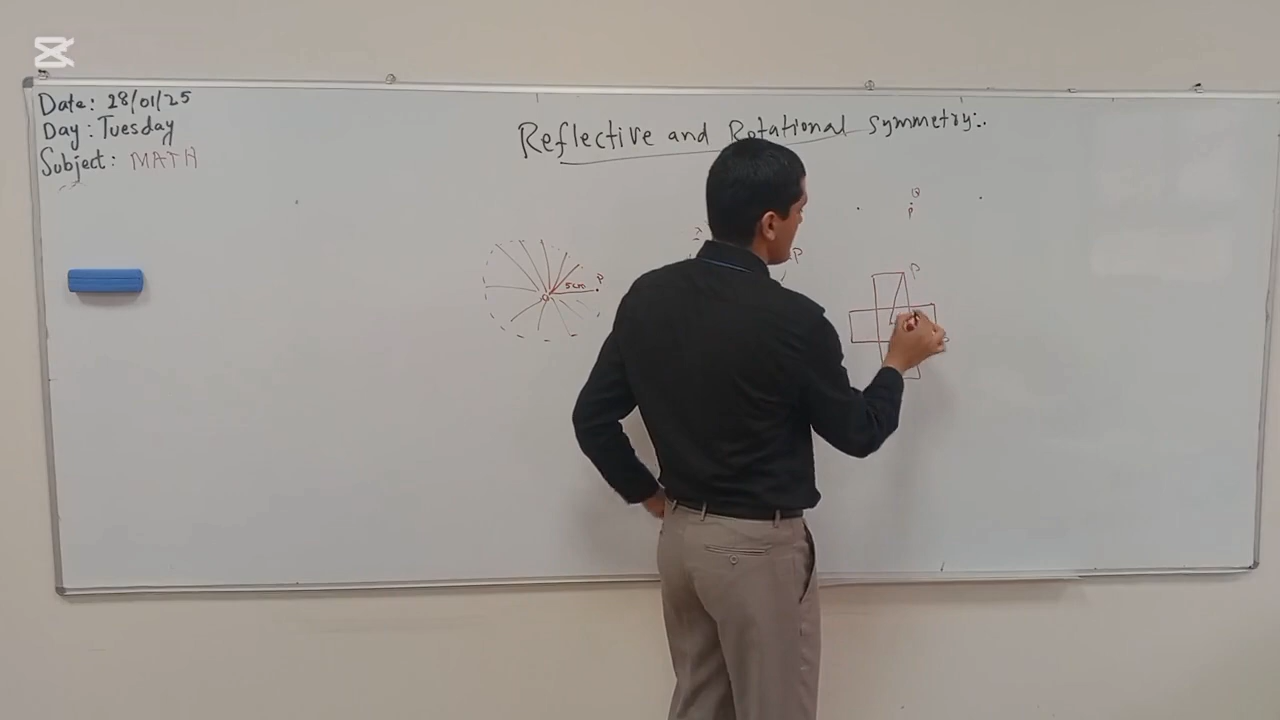 Date: 28/01/25
Day: Tuesday
Subject: MATH
Reflective and Rotational Symmetry:.
Q
P
P
P
5cm
P
O